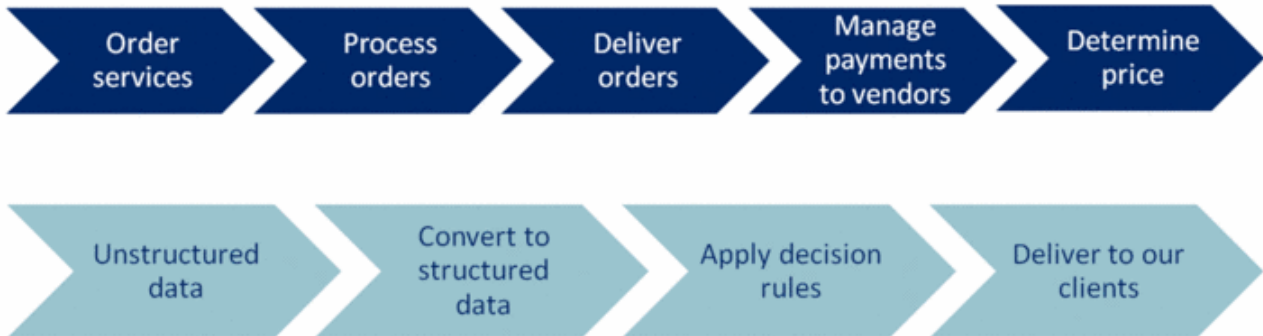 Order
services
Process
orders
Deliver
orders
Manage
payments
to vendors
Determine
price
Unstructured
data
Convert to
structured
data
Apply decision
rules
Deliver to our
clients